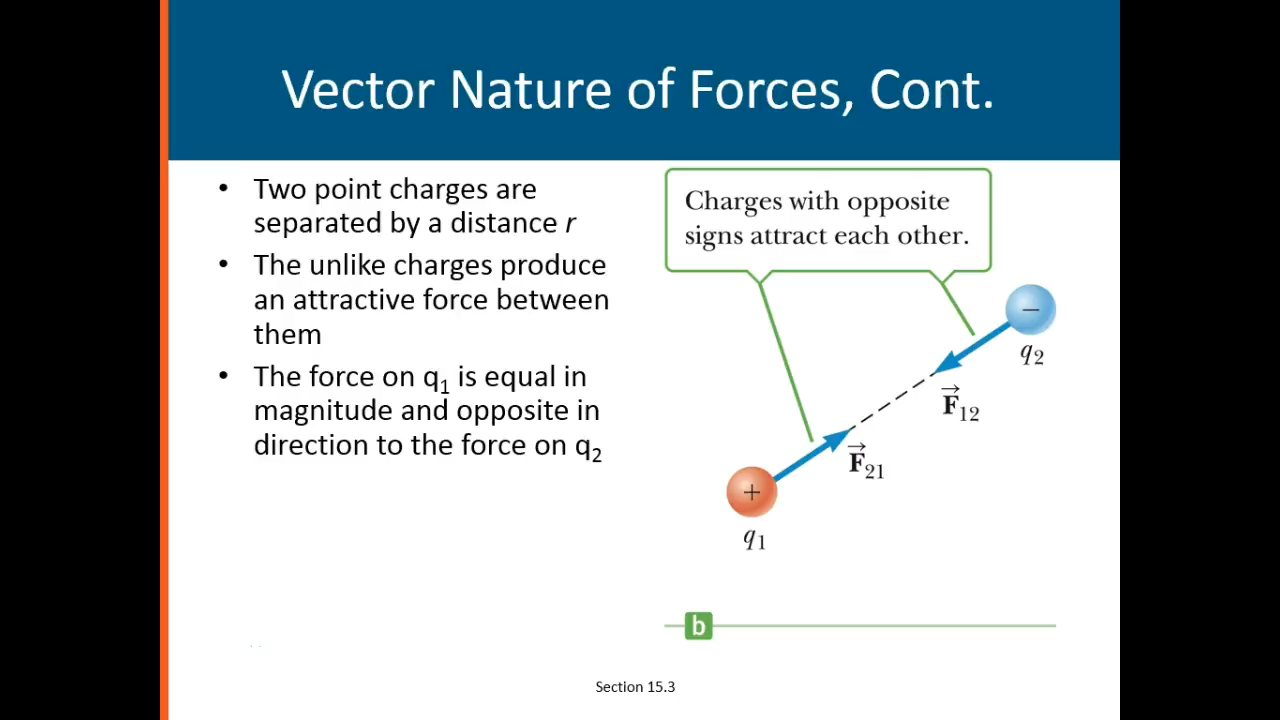 Vector Nature of Forces, Cont.
• Two point charges are
separated by a distance r
• The unlike charges produce
an attractive force between
them
• The force on q1 is equal in
magnitude and opposite in
direction to the force on q2
Charges with opposite
signs attract each other.
−
q2
F⃗12
F⃗21
+
q1
b
Section 15.3